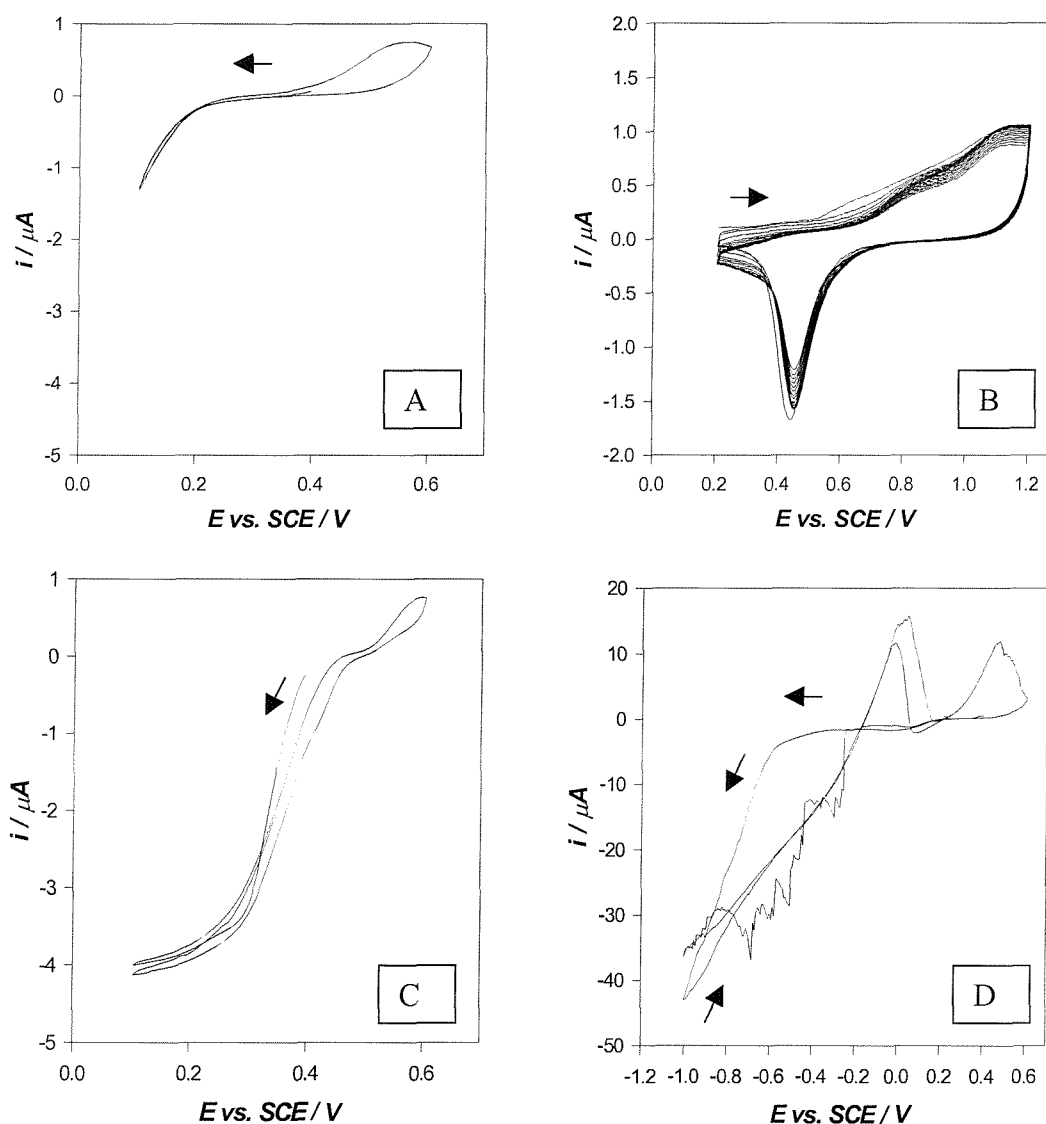 1
0
-1
-2
-3
-4
-5
i / μA
A
0.0 0.2 0.4 0.6
E vs. SCE / V
2.0
1.5
1.0
0.5
0.0
-0.5
-1.0
-1.5
-2.0
i / μA
B
0.0 0.2 0.4 0.6 0.8 1.0 1.2
E vs. SCE / V
1
0
-1
-2
-3
-4
-5
i / μA
C
0.0 0.2 0.4 0.6
E vs. SCE / V
20
10
0
-10
-20
-30
-40
-50
i / μA
D
-1.2 -1.0 -0.8 -0.6 -0.4 -0.2 0.0 0.2 0.4 0.6
E vs. SCE / V